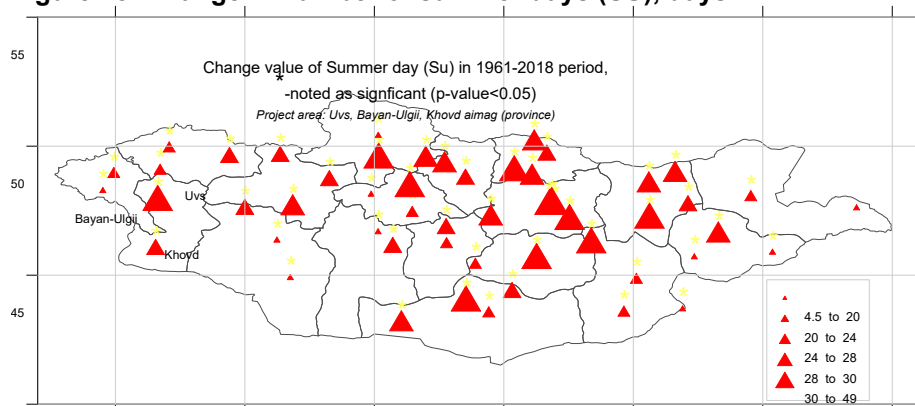 55
Change value of Summer day (Su) in 1961-2018 period,
*
-noted as signficant (p-value<0.05)
Project area: Uvs, Bayan-Ulgii, Khovd aimag (province)
50
Uvs
Bayan-Ulgii
Khovd
45
4.5 to 20
20 to 24
24 to 28
28 to 30
30 to 49